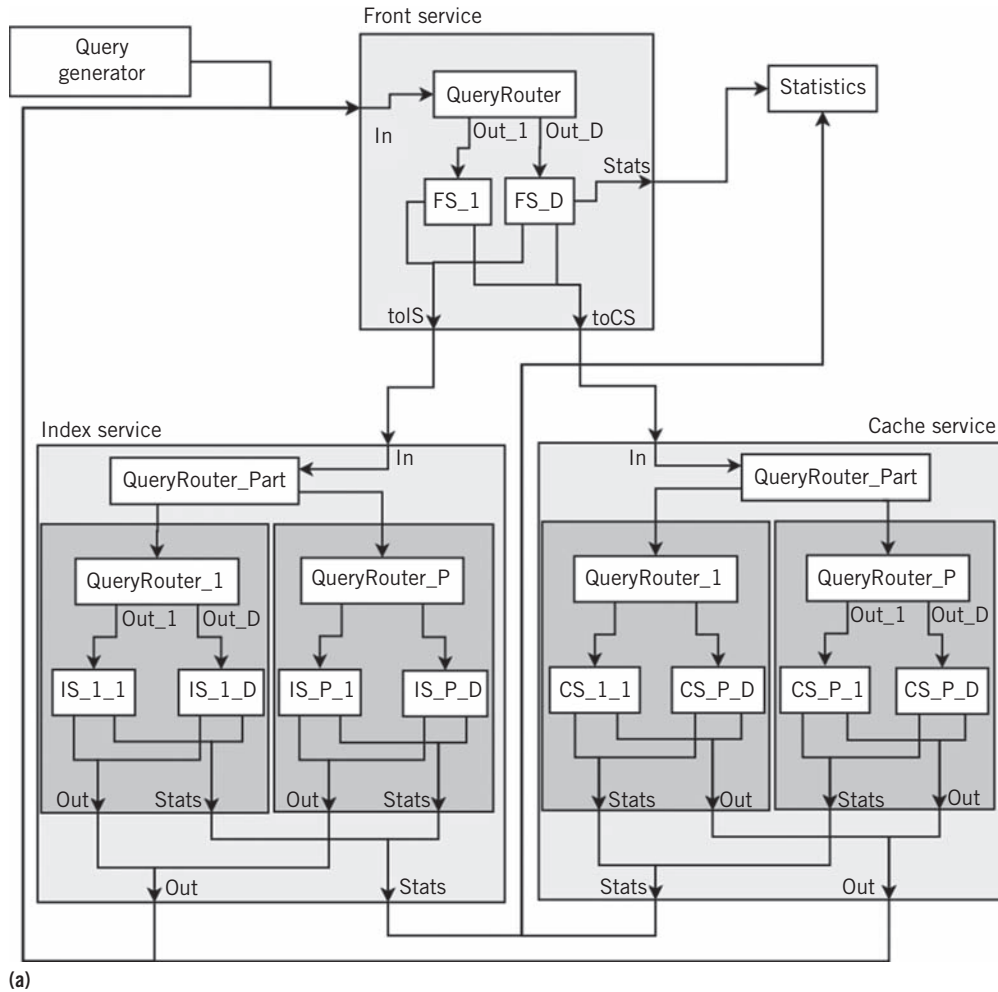 Front service
Query
generator
QueryRouter
Statistics
In
Out_1
Out_D
Stats
FS_1
FS_D
toIS
toCS
Index service
In
QueryRouter_Part
QueryRouter_1
QueryRouter_P
Out_1
Out_D
IS_1_1
IS_1_D
IS_P_1
IS_P_D
Out
Stats
Out
Stats
Out
Stats
Cache service
In
QueryRouter_Part
QueryRouter_1
QueryRouter_P
Out_1
Out_D
CS_1_1
CS_P_D
CS_P_1
CS_P_D
Stats
Out
Stats
Out
Stats
Out
(a)